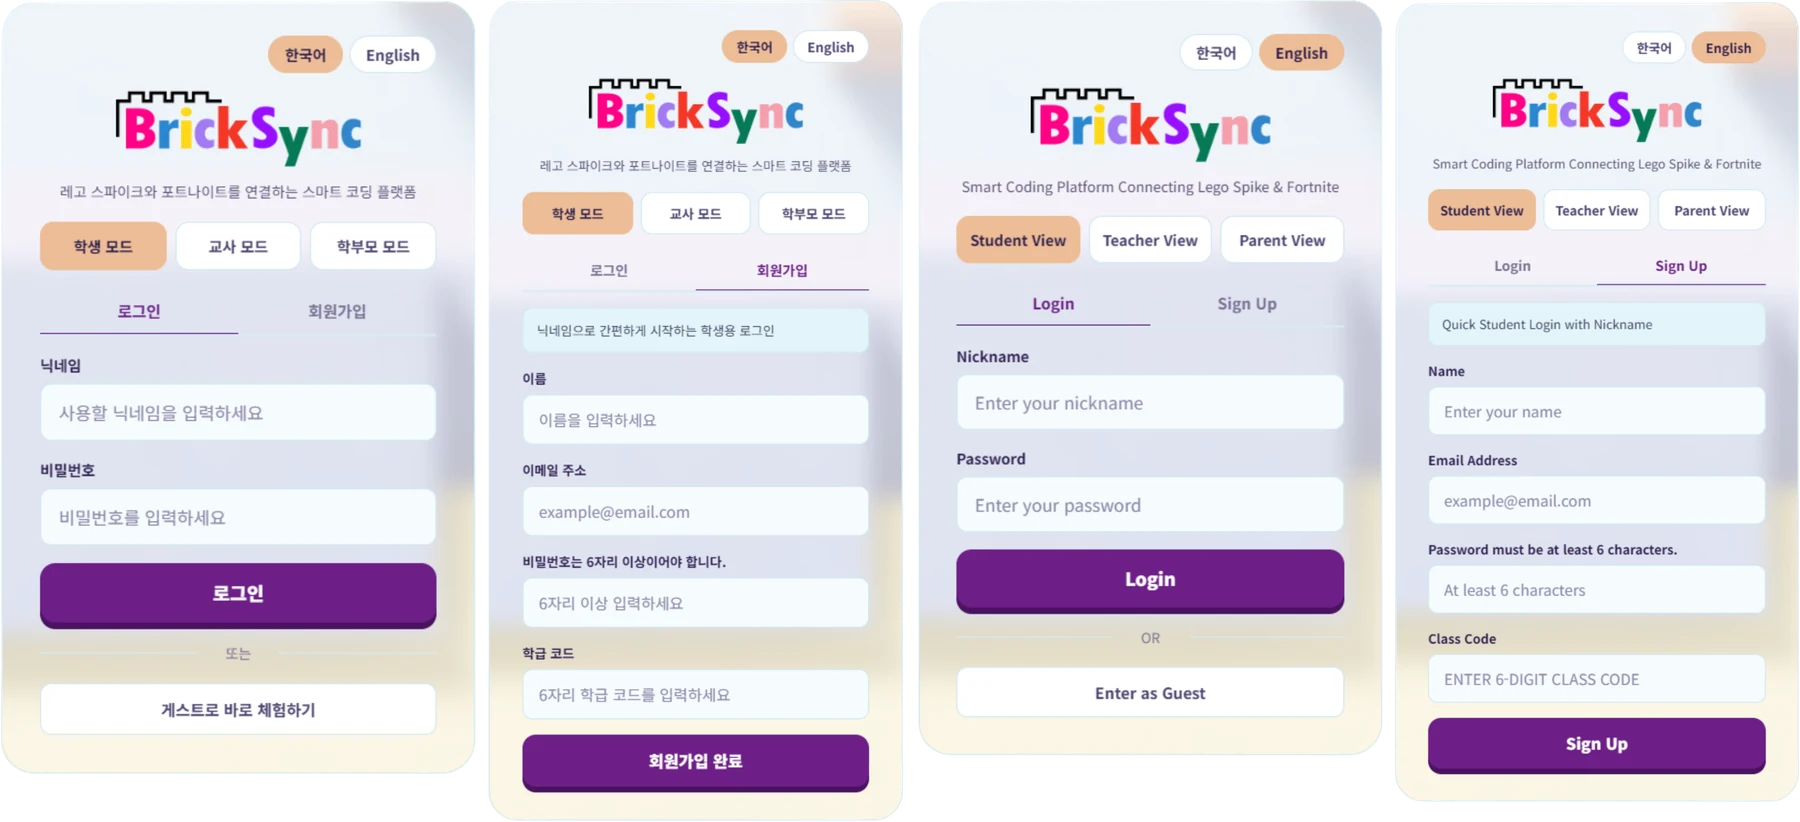 한국어 English
BrickSync
레고 스파이크와 포트나이트를 연결하는 스마트 코딩 플랫폼
학생 모드 교사 모드 학부모 모드
로그인 회원가입
닉네임
사용할 닉네임을 입력하세요
비밀번호
비밀번호를 입력하세요
로그인
또는
게스트로 바로 체험하기
한국어 English
BrickSync
레고 스파이크와 포트나이트를 연결하는 스마트 코딩 플랫폼
학생 모드 교사 모드 학부모 모드
로그인 회원가입
닉네임으로 간편하게 시작하는 학생용 로그인
이름
이름을 입력하세요
이메일 주소
example@email.com
비밀번호는 6자리 이상이어야 합니다.
6자리 이상 입력하세요
학급 코드
6자리 학급 코드를 입력하세요
회원가입 완료
한국어 English
BrickSync
Smart Coding Platform Connecting Lego Spike & Fortnite
Student View Teacher View Parent View
Login Sign Up
Nickname
Enter your nickname
Password
Enter your password
Login
OR
Enter as Guest
한국어 English
BrickSync
Smart Coding Platform Connecting Lego Spike & Fortnite
Student View Teacher View Parent View
Login Sign Up
Quick Student Login with Nickname
Name
Enter your name
Email Address
example@email.com
Password must be at least 6 characters.
At least 6 characters
Class Code
ENTER 6-DIGIT CLASS CODE
Sign Up